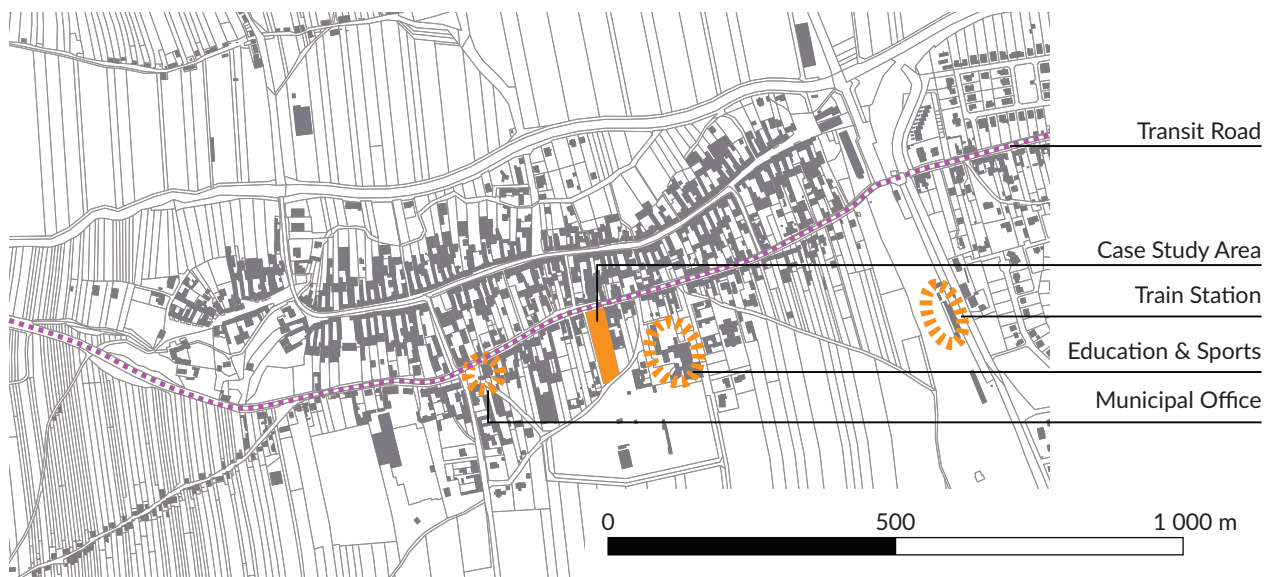 Transit Road
Case Study Area
Train Station
Education & Sports
Municipal Office
0 500 1 000 m